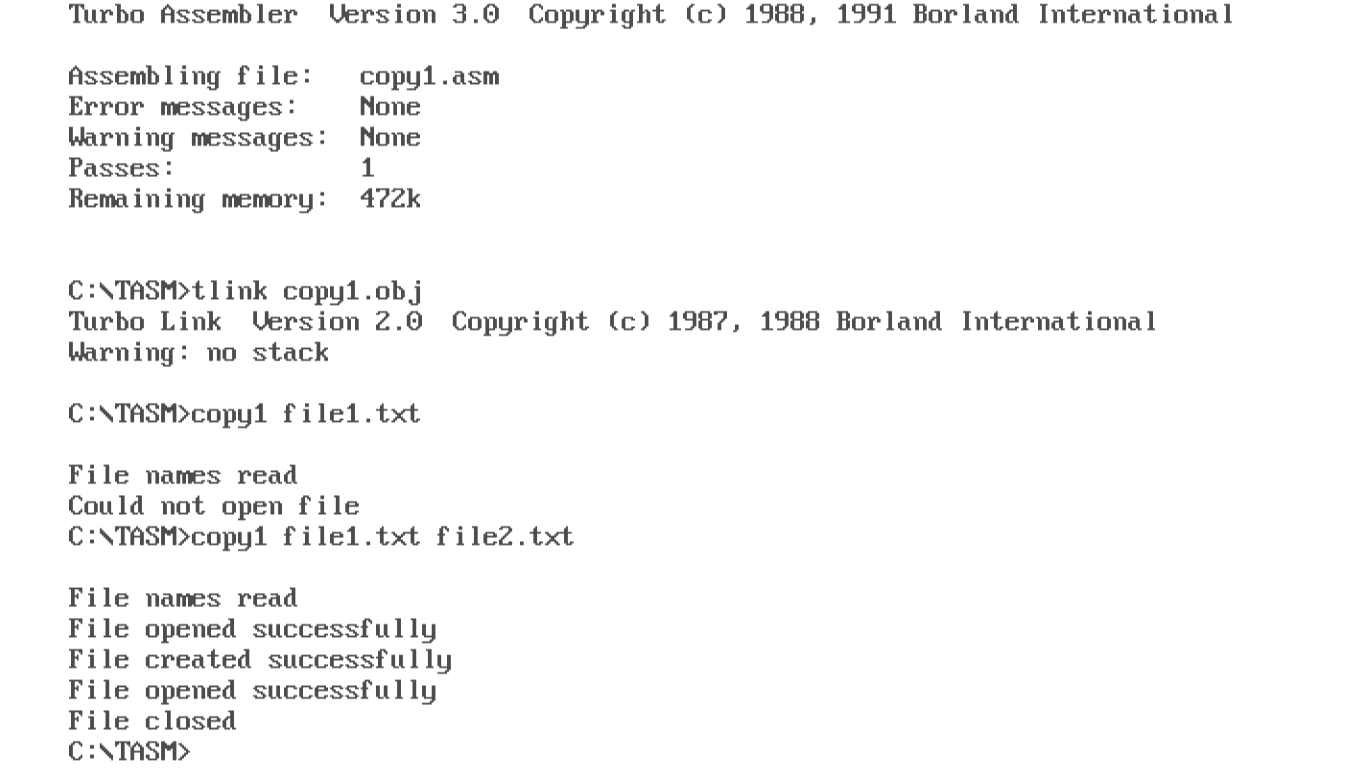 Turbo Assembler  Version 3.0  Copyright (c) 1988, 1991 Borland International
Assembling file:   copy1.asm
Error messages:    None
Warning messages:  None
Passes:            1
Remaining memory:  472k
C:\TASM>tlink copy1.obj
Turbo Link  Version 2.0  Copyright (c) 1987, 1988 Borland International
Warning: no stack
C:\TASM>copy1 file1.txt
File names read
Could not open file
C:\TASM>copy1 file1.txt file2.txt
File names read
File opened successfully
File created successfully
File opened successfully
File closed
C:\TASM>